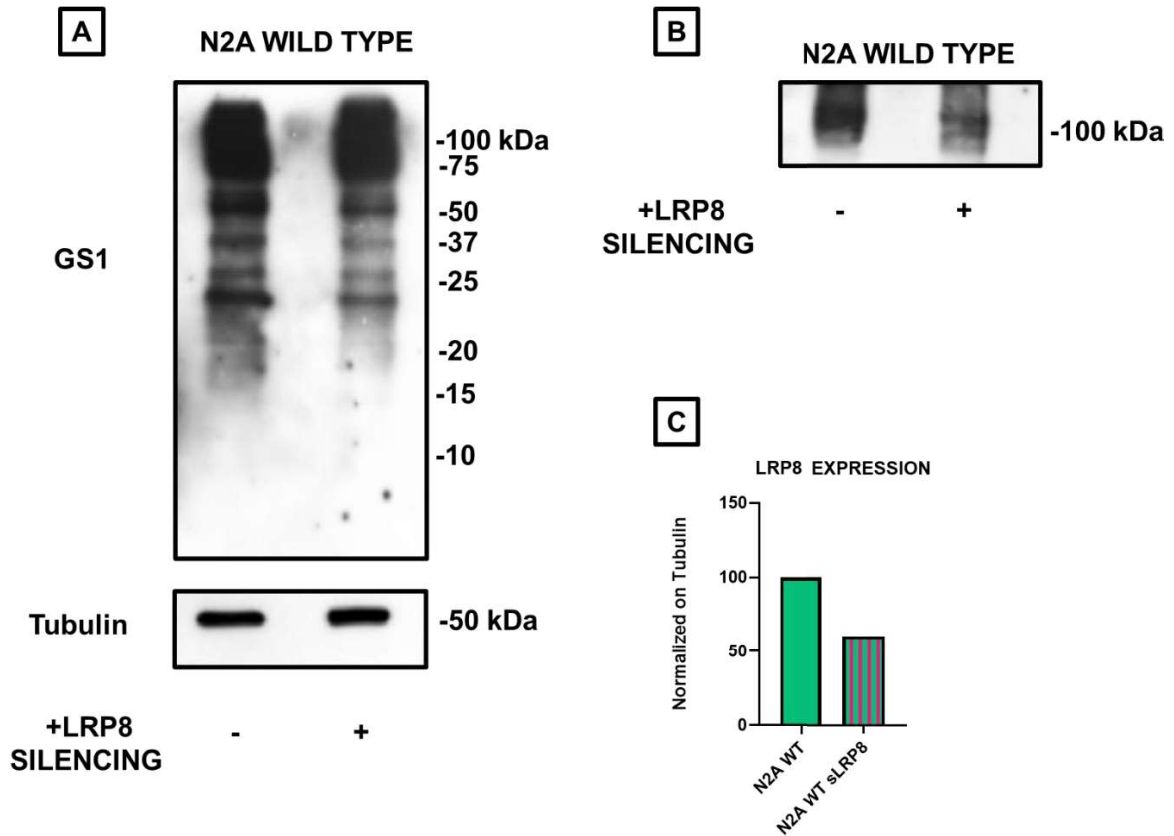 A
N2A WILD TYPE
GS1
-100 kDa
-75
-50
-37
-25
-20
-15
-10
Tubulin
-50 kDa
+LRP8
SILENCING
- +
B
N2A WILD TYPE
-100 kDa
+LRP8
SILENCING
- +
C
LRP8 EXPRESSION
Normalized on Tubulin
150
100
50
0
N2A WT
N2A WT sLRP8